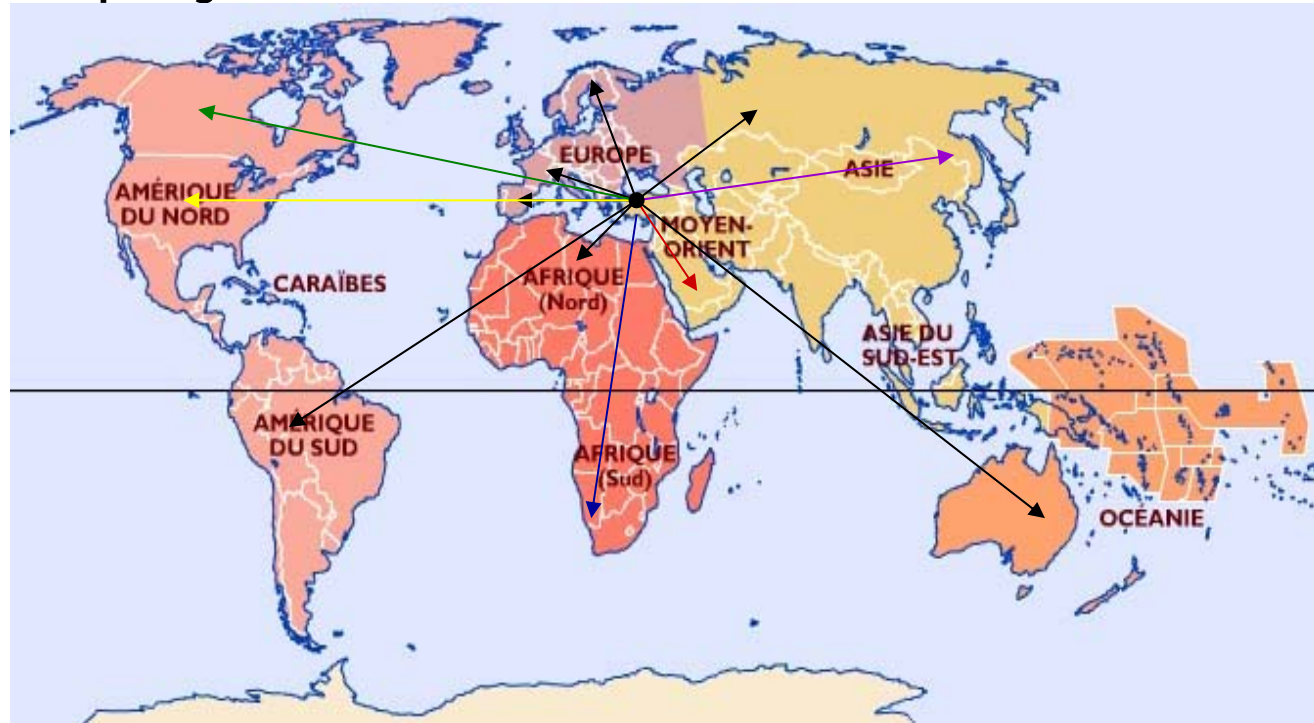 EUROPE
ASIE
AMÉRIQUE
DU NORD
MOYEN-
ORIENT
CARAÏBES
AFRIQUE
(Nord)
ASIE DU
SUD-EST
AMÉRIQUE
DU SUD
AFRIQUE
(Sud)
OCÉANIE